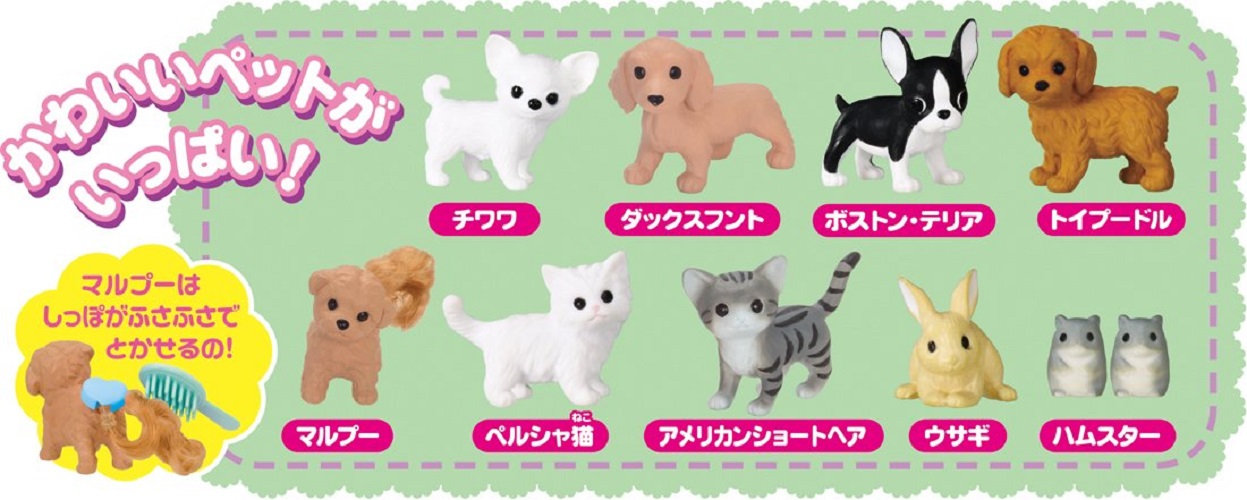 かわいいペットが
いっぱい!
チワワ
ダックスフント
ボストン・テリア
トイプードル
マルプーは
しっぽがふさふさで
とかせるの!
マルプー
ペルシャ猫
ねこ
アメリカンショートヘア
ウサギ
ハムスター